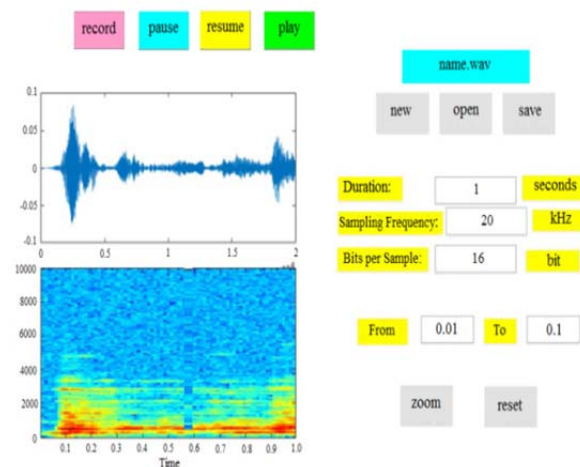 record pause resume play
name.wav
new open save
0.1
0.05
0
-0.05
-0.1
0 0.5 1 1.5 2
Duration: 1 seconds
Sampling Frequency: 20 kHz
Bits per Sample: 16 bit
10000
8000
6000
4000
2000
0
0.1 0.2 0.3 0.4 0.5 0.6 0.7 0.8 0.9 1.0
Time
From 0.01 To 0.1
zoom reset